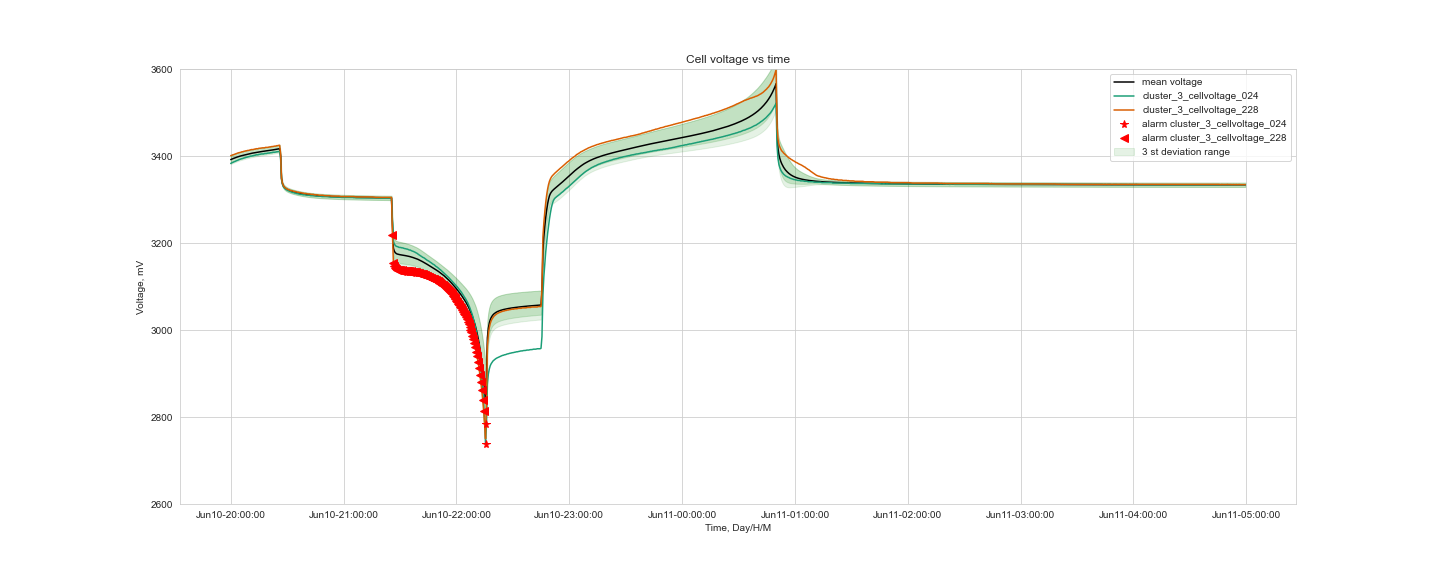 Cell voltage vs time
3600
3400
3200
3000
2800
2600
Voltage, mV
mean voltage
cluster_3_cellvoltage_024
cluster_3_cellvoltage_228
alarm cluster_3_cellvoltage_024
alarm cluster_3_cellvoltage_228
3 st deviation range
Jun10-20:00:00
Jun10-21:00:00
Jun10-22:00:00
Jun10-23:00:00
Jun11-00:00:00
Jun11-01:00:00
Jun11-02:00:00
Jun11-03:00:00
Jun11-04:00:00
Jun11-05:00:00
Time, Day/H/M